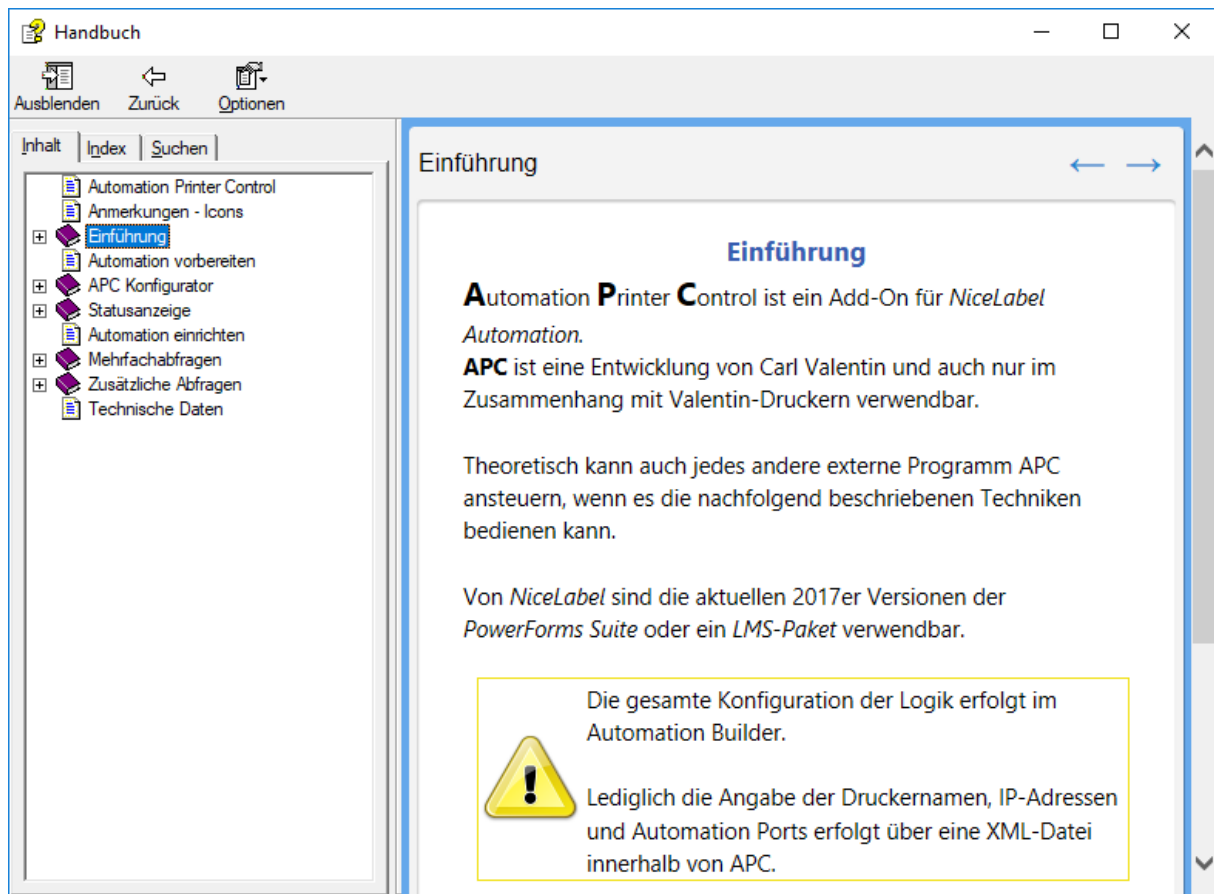 Handbuch
Ausblenden Zurück Optionen
Inhalt Index Suchen
Automation Printer Control
Anmerkungen - Icons
Einführung
Automation vorbereiten
APC Konfigurator
Statusanzeige
Automation einrichten
Mehrfachabfragen
Zusätzliche Abfragen
Technische Daten
Einführung
Einführung
Automation Printer Control ist ein Add-On für NiceLabel
Automation.
APC ist eine Entwicklung von Carl Valentin und auch nur im
Zusammenhang mit Valentin-Druckern verwendbar.
Theoretisch kann auch jedes andere externe Programm APC
ansteuern, wenn es die nachfolgend beschriebenen Techniken
bedienen kann.
Von NiceLabel sind die aktuellen 2017er Versionen der
PowerForms Suite oder ein LMS-Paket verwendbar.
Die gesamte Konfiguration der Logik erfolgt im
Automation Builder.
Lediglich die Angabe der Druckernamen, IP-Adressen
und Automation Ports erfolgt über eine XML-Datei
innerhalb von APC.